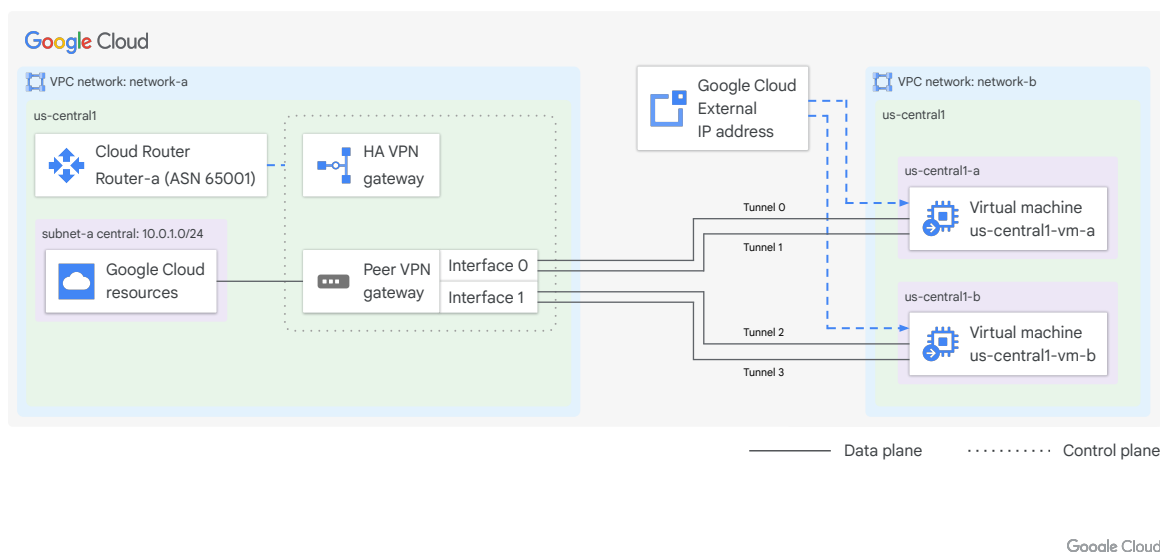 Google Cloud
VPC network: network-a
us-central1
Cloud Router
Router-a (ASN 65001)
HA VPN
gateway
subnet-a central: 10.0.1.0/24
Google Cloud
resources
Peer VPN
gateway
Interface 0
Interface 1
Google Cloud
External
IP address
Tunnel 0
Tunnel 1
Tunnel 2
Tunnel 3
VPC network: network-b
us-central1
us-central1-a
Virtual machine
us-central1-vm-a
us-central1-b
Virtual machine
us-central1-vm-b
Data plane
Control plane
Google Cloud